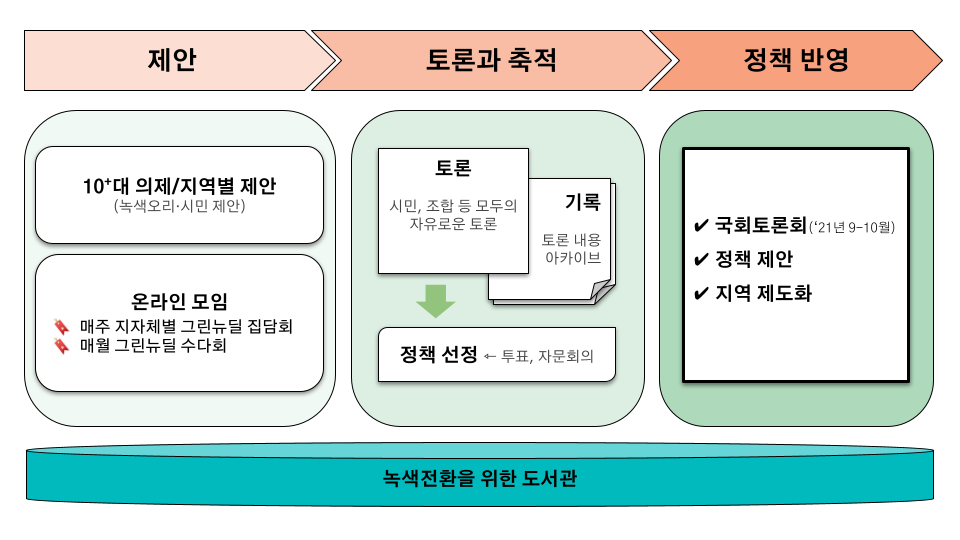 제안
토론과 축적
정책 반영
10⁺대 의제/지역별 제안
(녹색오리·시민 제안)
온라인 모임
매주 지자체별 그린뉴딜 집담회
매월 그린뉴딜 수다회
토론
시민, 조합 등 모두의
자유로운 토론
기록
토론 내용
아카이브
정책 선정 ← 투표, 자문회의
✔ 국회토론회(‘21년 9-10월)
✔ 정책 제안
✔ 지역 제도화
녹색전환을 위한 도서관